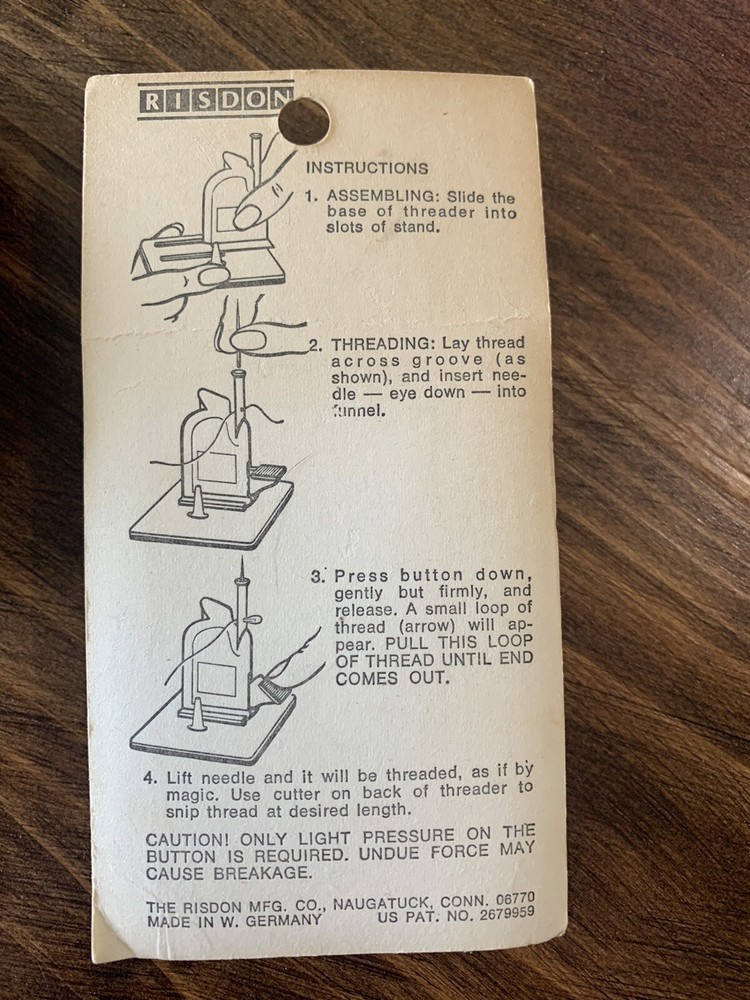 RISDON
INSTRUCTIONS
1. ASSEMBLING: Slide the
base of threader into
slots of stand.
2. THREADING: Lay thread
across groove (as
shown), and insert nee-
dle — eye down — into
funnel.
3. Press button down,
gently but firmly, and
release. A small loop of
thread (arrow) will ap-
pear. PULL THIS LOOP
OF THREAD UNTIL END
COMES OUT.
4. Lift needle and it will be threaded, as if by
magic. Use cutter on back of threader to
snip thread at desired length.
CAUTION! ONLY LIGHT PRESSURE ON THE
BUTTON IS REQUIRED. UNDUE FORCE MAY
CAUSE BREAKAGE.
THE RISDON MFG. CO., NAUGATUCK, CONN. 06770
MADE IN W. GERMANY US PAT. NO. 2679959